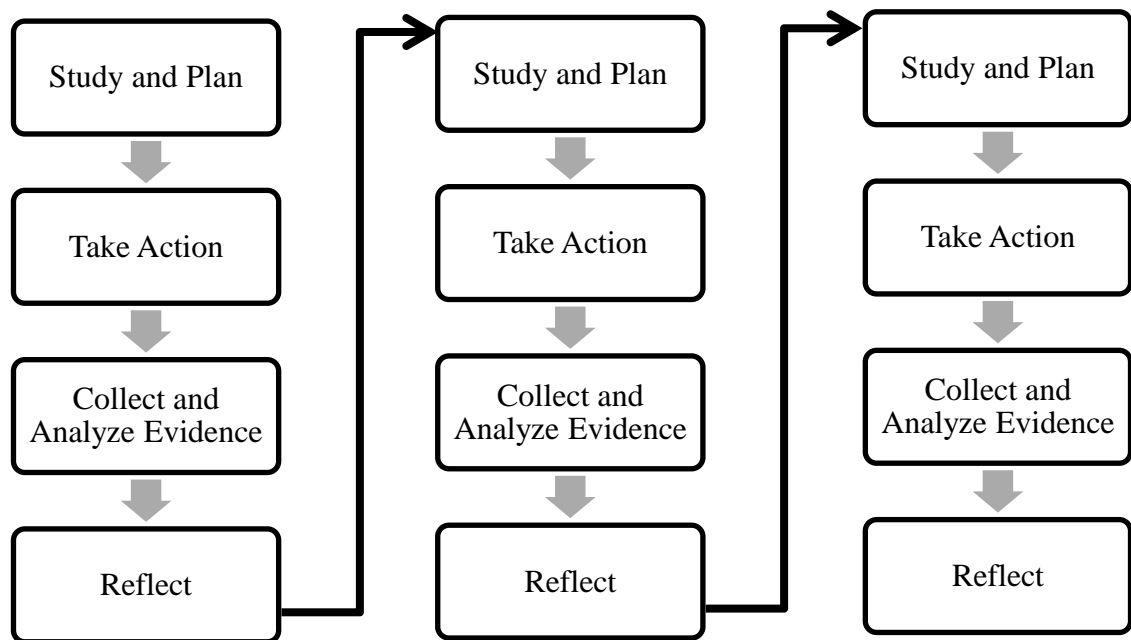 Study and Plan
Take Action
Collect and
Analyze Evidence
Reflect
Study and Plan
Take Action
Collect and
Analyze Evidence
Reflect
Study and Plan
Take Action
Collect and
Analyze Evidence
Reflect